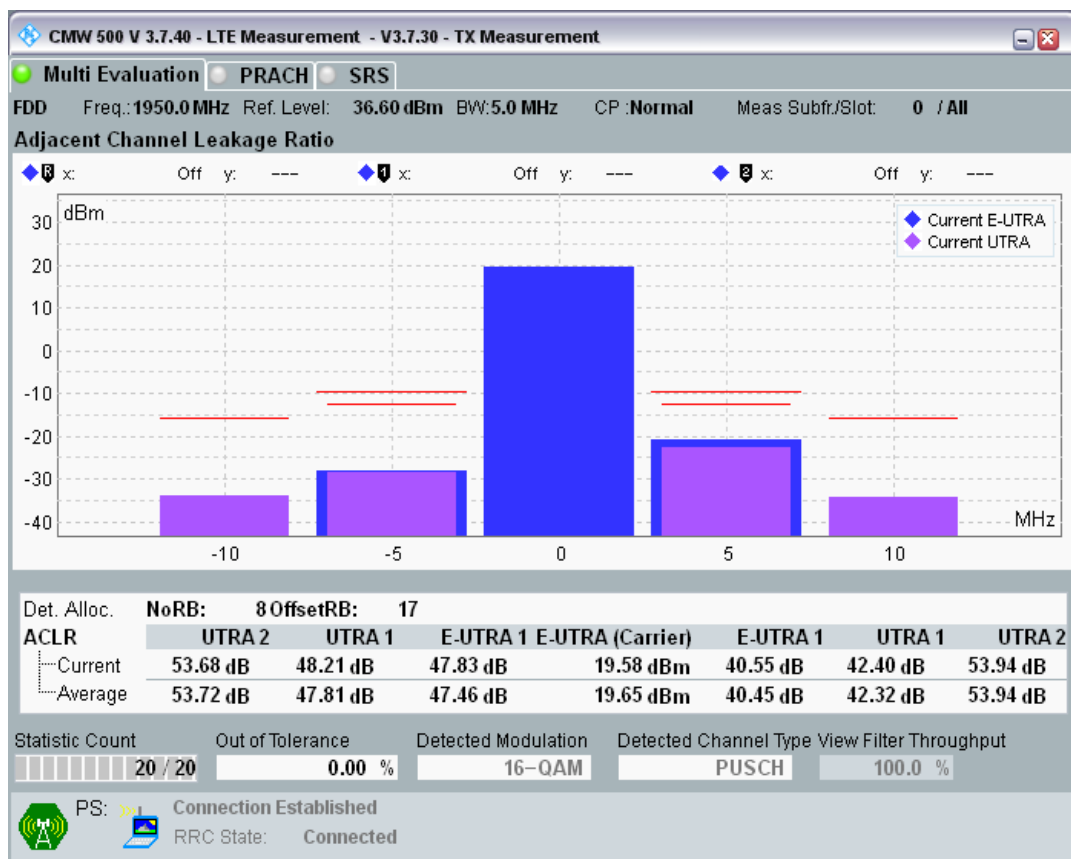 CMW 500 V 3.7.40 - LTE Measurement - V3.7.30 - TX Measurement
Multi Evaluation PRACH SRS
FDD Freq.: 1950.0 MHz Ref. Level: 36.60 dBm BW: 5.0 MHz CP : Normal Meas Subfr./Slot: 0 / All
Adjacent Channel Leakage Ratio
R x: Off y: --- 1 x: Off y: --- 2 x: Off y: ---
dBm
Current E-UTRA
Current UTRA
30
20
10
0
-10
-20
-30
-40
MHz
-10 -5 0 5 10
Det. Alloc. NoRB: 8 OffsetRB: 17
ACLR UTRA 2 UTRA 1 E-UTRA 1 E-UTRA (Carrier) E-UTRA 1 UTRA 1 UTRA 2
Current 53.68 dB 48.21 dB 47.83 dB 19.58 dBm 40.55 dB 42.40 dB 53.94 dB
Average 53.72 dB 47.81 dB 47.46 dB 19.65 dBm 40.45 dB 42.32 dB 53.94 dB
Statistic Count Out of Tolerance Detected Modulation Detected Channel Type View Filter Throughput
20 / 20 0.00 % 16-QAM PUSCH 100.0 %
PS: Connection Established
RRC State: Connected